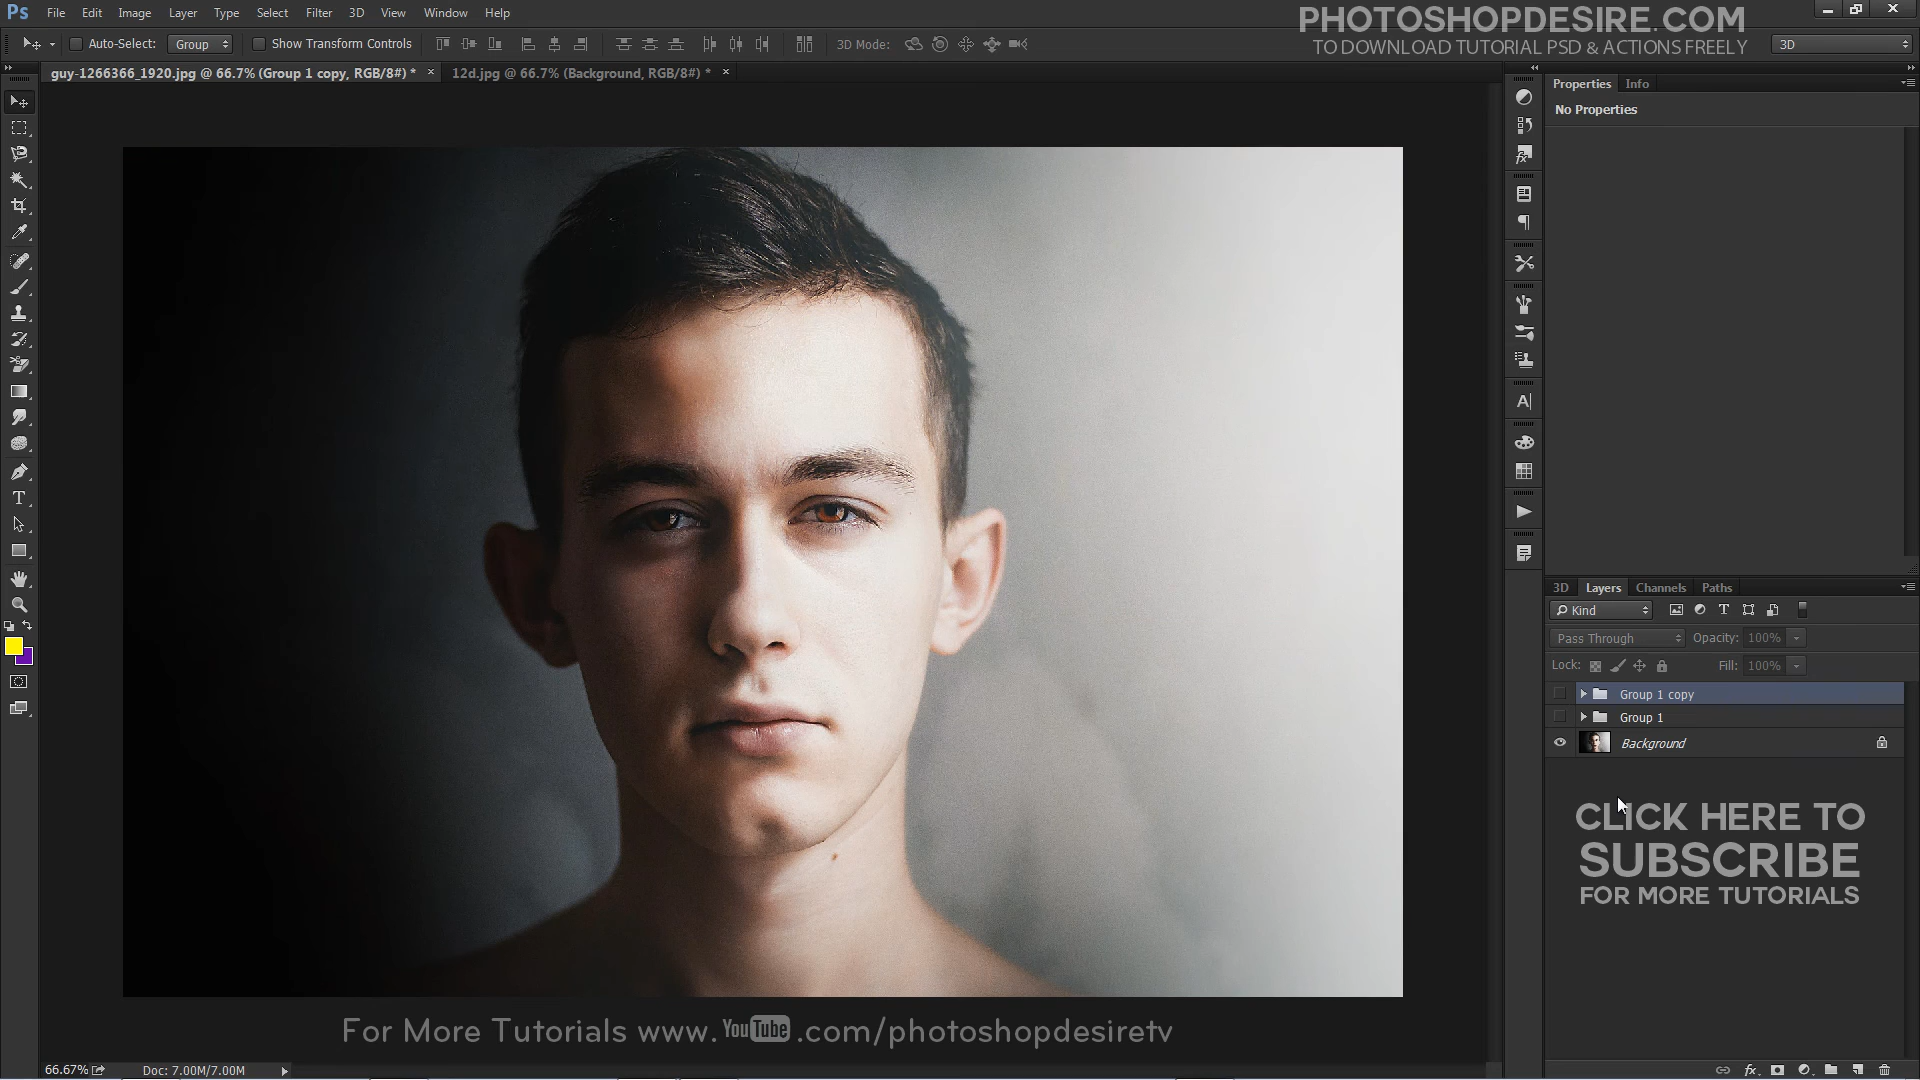 Ps File Edit Image Layer Type Select Filter 3D View Window Help
PHOTOSHOPDESIRE.COM
TO DOWNLOAD TUTORIAL PSD & ACTIONS FREELY
Auto-Select: Group Show Transform Controls 3D Mode: 3D
guy-1266366_1920.jpg @ 66.7% (Group 1 copy, RGB/8#) * × 12d.jpg @ 66.7% (Background, RGB/8#) * ×
Properties Info
No Properties
3D Layers Channels Paths
Kind
Pass Through Opacity: 100%
Lock: Fill: 100%
Group 1 copy
Group 1
Background
CLICK HERE TO
SUBSCRIBE
FOR MORE TUTORIALS
For More Tutorials www.YouTube.com/photoshopdesiretv
66.67% Doc: 7.00M/7.00M